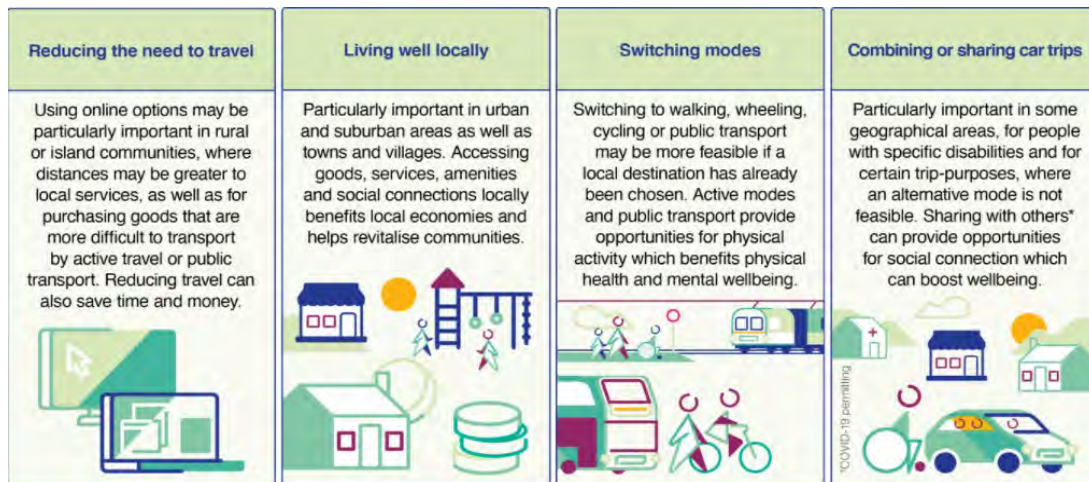 Reducing the need to travel
Using online options may be
particularly important in rural
or island communities, where
distances may be greater to
local services, as well as for
purchasing goods that are
more difficult to transport
by active travel or public
transport. Reducing travel can
also save time and money.
Living well locally
Particularly important in urban
and suburban areas as well as
towns and villages. Accessing
goods, services, amenities
and social connections locally
benefits local economies and
helps revitalise communities.
Switching modes
Switching to walking, wheeling,
cycling or public transport
may be more feasible if a
local destination has already
been chosen. Active modes
and public transport provide
opportunities for physical
activity which benefits physical
health and mental wellbeing.
Combining or sharing car trips
Particularly important in some
geographical areas, for people
with specific disabilities and for
certain trip-purposes, where
an alternative mode is not
feasible. Sharing with others*
can provide opportunities
for social connection which
can boost wellbeing.
*COVID-19 permitting